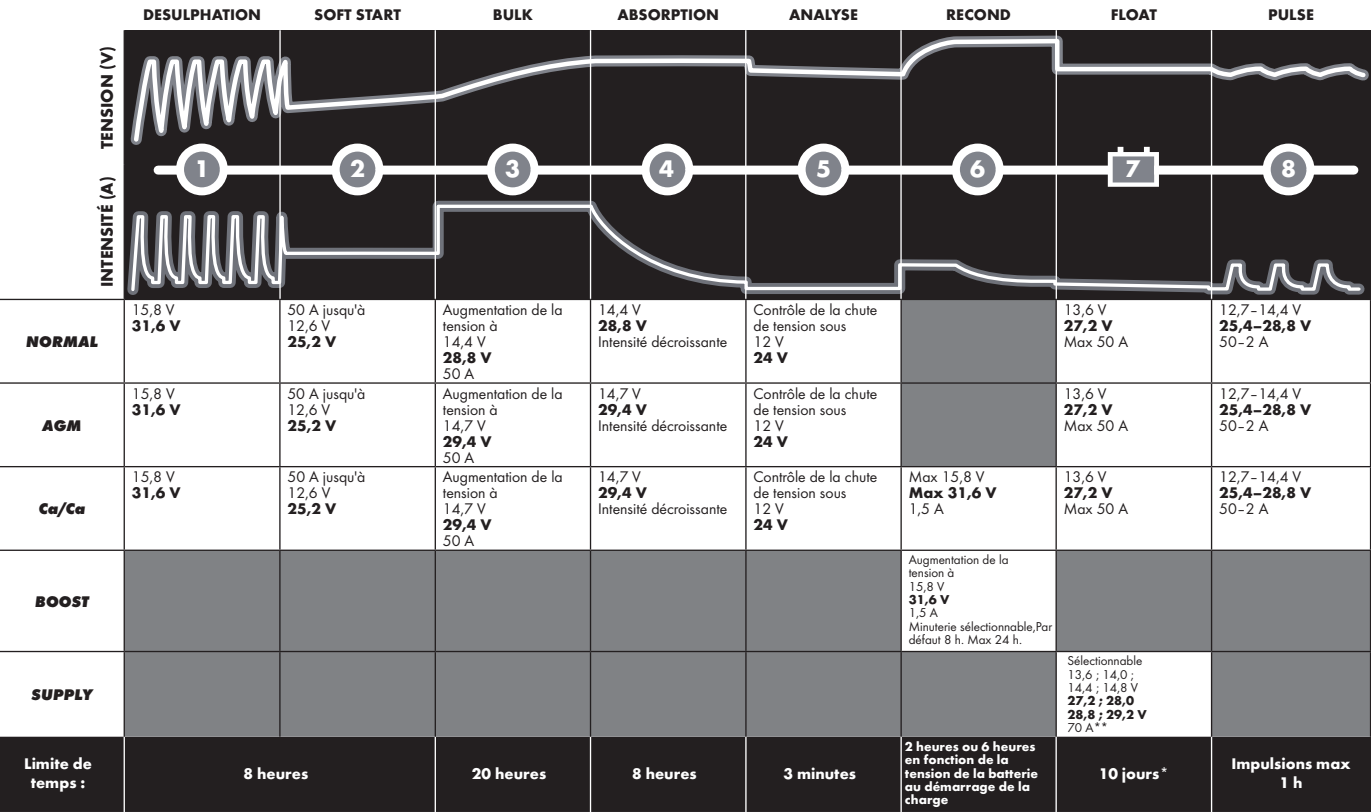 DESULPHATION SOFT START BULK ABSORPTION ANALYSE RECOND FLOAT PULSE
TENSION (V)
INTENSITÉ (A)
1 2 3 4 5 6 7 8
NORMAL
15,8 V
31,6 V
50 A jusqu'à
12,6 V
25,2 V
Augmentation de la
tension à
14,4 V
28,8 V
50 A
14,4 V
28,8 V
Intensité décroissante
Contrôle de la chute
de tension sous
12 V
24 V
13,6 V
27,2 V
Max 50 A
12,7–14,4 V
25,4–28,8 V
50–2 A
AGM
15,8 V
31,6 V
50 A jusqu'à
12,6 V
25,2 V
Augmentation de la
tension à
14,7 V
29,4 V
50 A
14,7 V
29,4 V
Intensité décroissante
Contrôle de la chute
de tension sous
12 V
24 V
13,6 V
27,2 V
Max 50 A
12,7–14,4 V
25,4–28,8 V
50–2 A
Ca/Ca
15,8 V
31,6 V
50 A jusqu'à
12,6 V
25,2 V
Augmentation de la
tension à
14,7 V
29,4 V
50 A
14,7 V
29,4 V
Intensité décroissante
Contrôle de la chute
de tension sous
12 V
24 V
Max 15,8 V
Max 31,6 V
1,5 A
13,6 V
27,2 V
Max 50 A
12,7–14,4 V
25,4–28,8 V
50–2 A
BOOST
Augmentation de la
tension à
15,8 V
31,6 V
1,5 A
Minuterie sélectionnable,Par
défaut 8 h. Max 24 h.
SUPPLY
Sélectionnable
13,6 ; 14,0 ;
14,4 ; 14,8 V
27,2 ; 28,0
28,8 ; 29,2 V
70 A**
Limite de
temps :
8 heures
20 heures
8 heures
3 minutes
2 heures ou 6 heures
en fonction de la
tension de la batterie
au démarrage de la
charge
10 jours*
Impulsions max
1 h